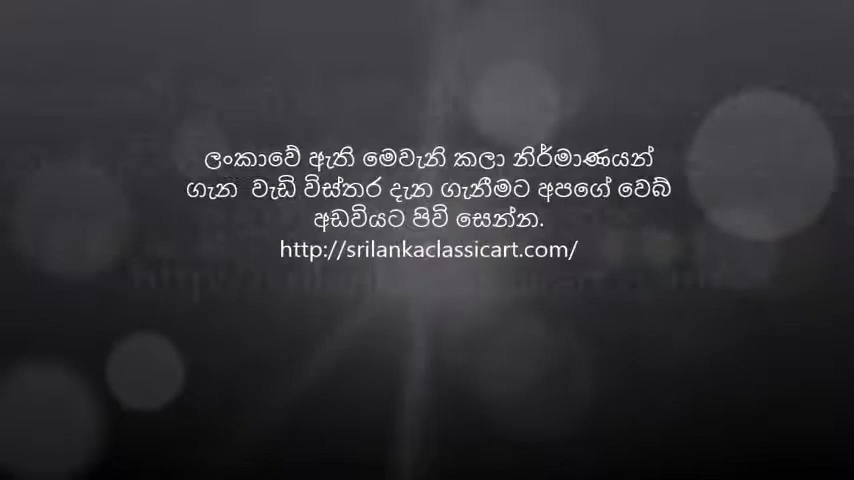 ලංකාවේ ඇති මෙවැනි කලා නිර්මාණයන්
ගැන වැඩි විස්තර දැන ගැනීමට අපගේ වෙබ්
අඩවියට පිවි සෙන්න.
http://srilankaclassicart.com/